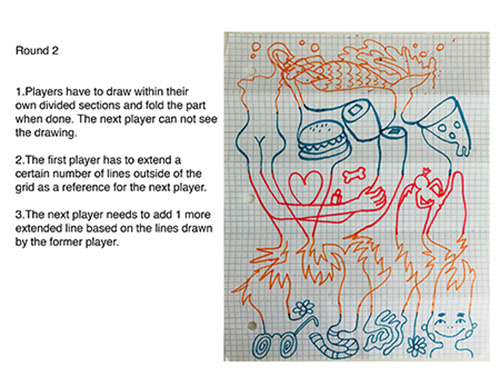 Round 2
1.Players have to draw within their
own divided sections and fold the part
when done. The next player can not see
the drawing.
2.The first player has to extend a
certain number of lines outside of the
grid as a reference for the next player.
3.The next player needs to add 1 more
extended line based on the lines drawn
by the former player.